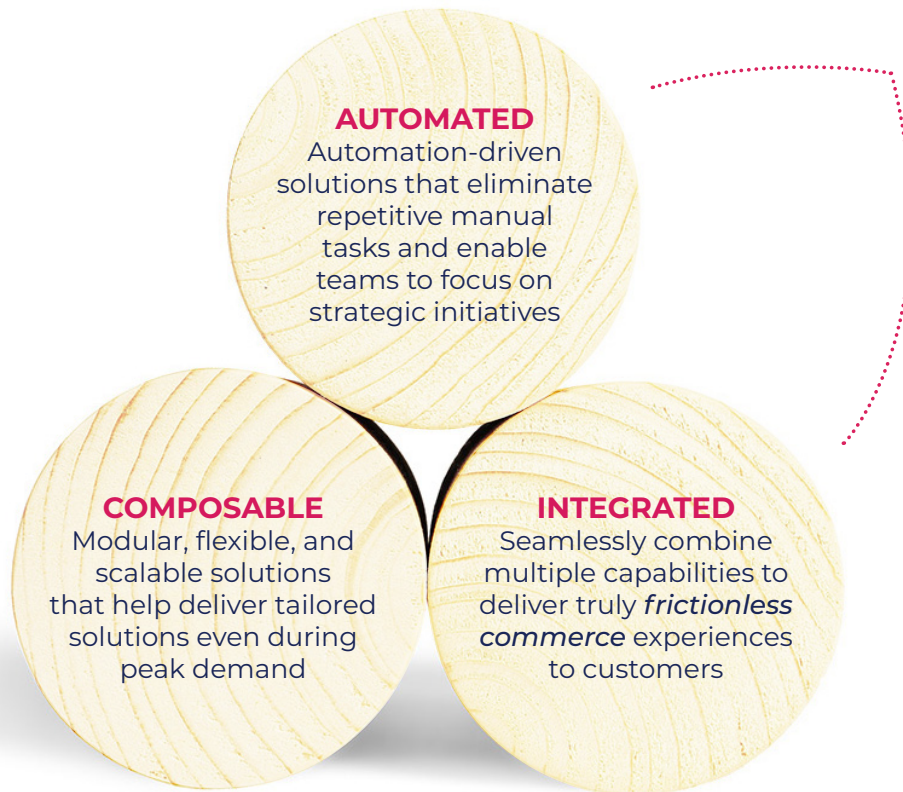 AUTOMATED
Automation-driven
solutions that eliminate
repetitive manual
tasks and enable
teams to focus on
strategic initiatives
COMPOSABLE
Modular, flexible, and
scalable solutions
that help deliver tailored
solutions even during
peak demand
INTEGRATED
Seamlessly combine
multiple capabilities to
deliver truly frictionless
commerce experiences
to customers